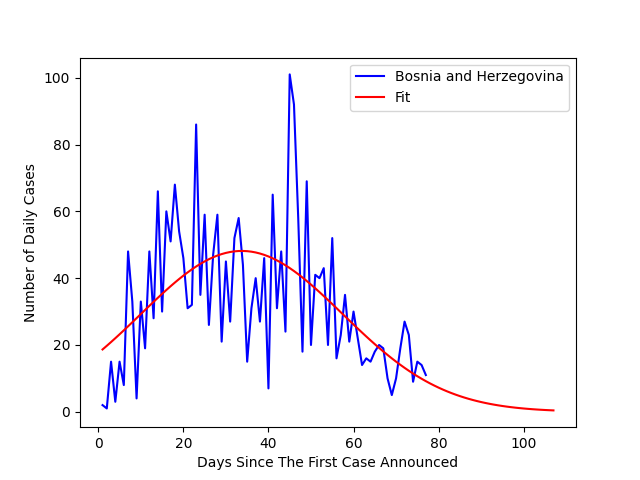 Bosnia and Herzegovina
Fit
100
80
60
40
20
0
Number of Daily Cases
0 20 40 60 80 100
Days Since The First Case Announced